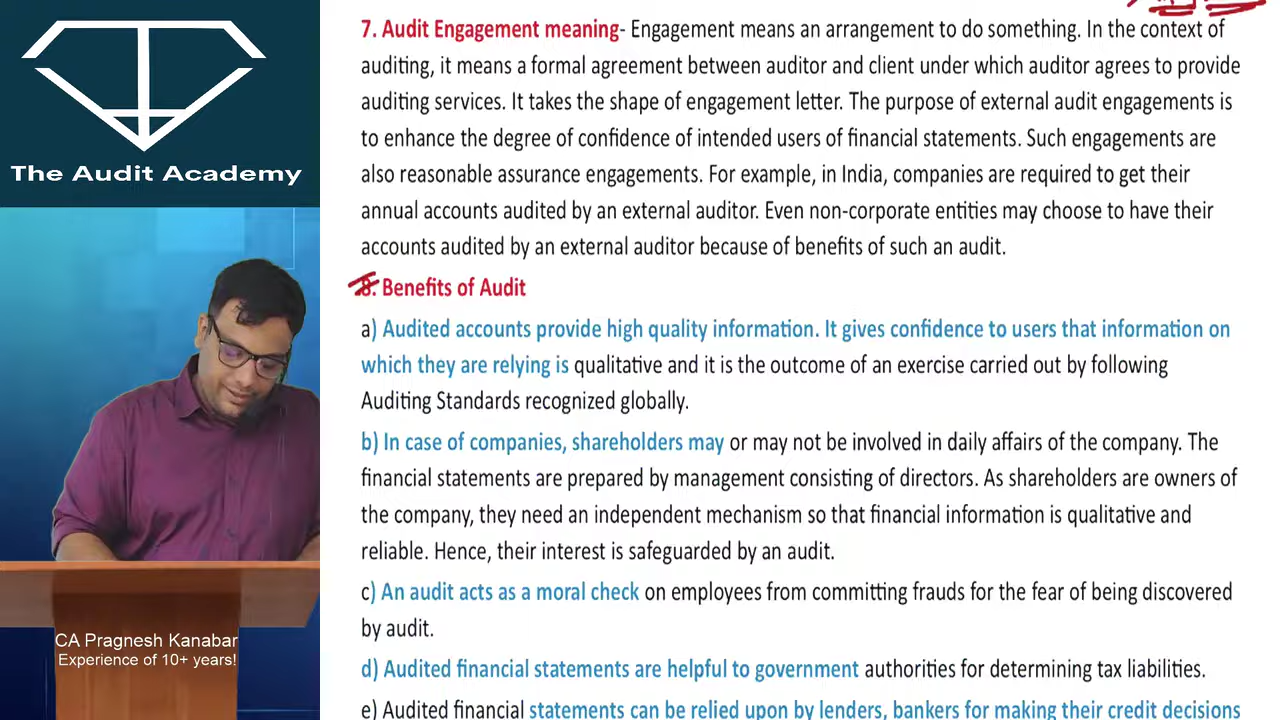 The Audit Academy
7. Audit Engagement meaning- Engagement means an arrangement to do something. In the context of
auditing, it means a formal agreement between auditor and client under which auditor agrees to provide
auditing services. It takes the shape of engagement letter. The purpose of external audit engagements is
to enhance the degree of confidence of intended users of financial statements. Such engagements are
also reasonable assurance engagements. For example, in India, companies are required to get their
annual accounts audited by an external auditor. Even non-corporate entities may choose to have their
accounts audited by an external auditor because of benefits of such an audit.
8. Benefits of Audit
a) Audited accounts provide high quality information. It gives confidence to users that information on
which they are relying is qualitative and it is the outcome of an exercise carried out by following
Auditing Standards recognized globally.
b) In case of companies, shareholders may or may not be involved in daily affairs of the company. The
financial statements are prepared by management consisting of directors. As shareholders are owners of
the company, they need an independent mechanism so that financial information is qualitative and
reliable. Hence, their interest is safeguarded by an audit.
c) An audit acts as a moral check on employees from committing frauds for the fear of being discovered
by audit.
d) Audited financial statements are helpful to government authorities for determining tax liabilities.
e) Audited financial statements can be relied upon by lenders, bankers for making their credit decisions
CA Pragnesh Kanabar
Experience of 10+ years!